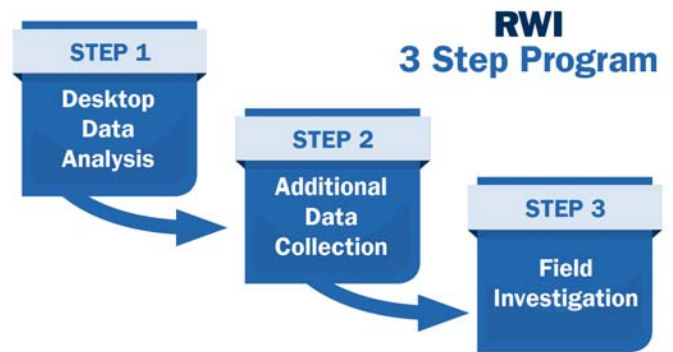 RWI
3 Step Program
STEP 1
Desktop
Data
Analysis
STEP 2
Additional
Data
Collection
STEP 3
Field
Investigation